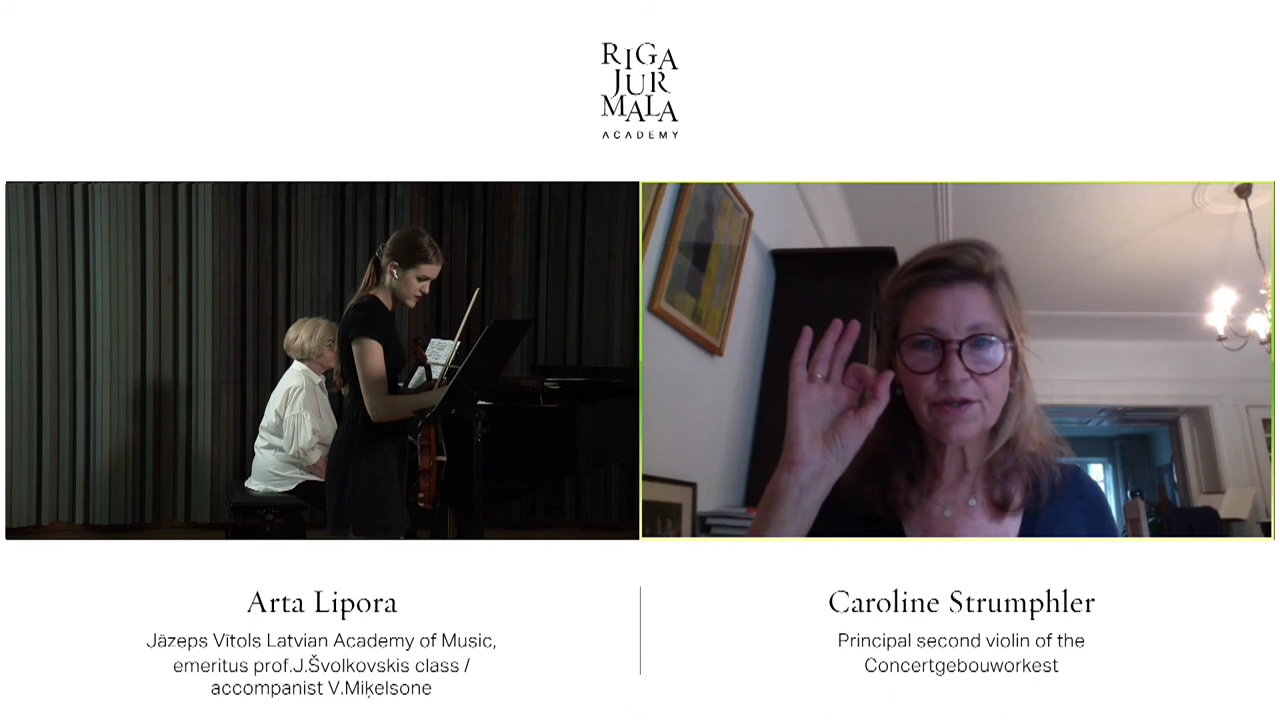 RIGA
JUR
MALA
ACADEMY
Arta Lipora
Jāzeps Vītols Latvian Academy of Music,
emeritus prof.J.Švolkovskis class /
accompanist V.Miķelsone
Caroline Strumphler
Principal second violin of the
Concertgebouworkest